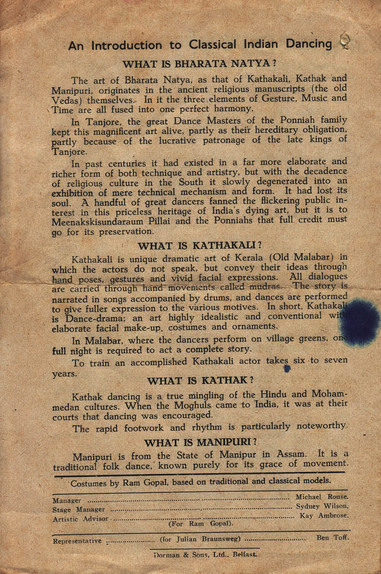 An Introduction to Classical Indian Dancing
WHAT IS BHARATA NATYA?
The art of Bharata Natya, as that of Kathakali, Kathak and
Manipuri, originates in the ancient religious manuscripts (the old
Vedas) themselves. In it the three elements of Gesture, Music and
Time are all fused into one perfect harmony.
In Tanjore, the great Dance Masters of the Ponniah family
kept this magnificent art alive, partly as their hereditary obligation,
partly because of the lucrative patronage of the late kings of
Tanjore.
In past centuries it had existed in a far more elaborate and
richer form of both technique and artistry, but with the decadence
of religious culture in the South it slowly degenerated into an
exhibition of mere technical mechanism and form. It had lost its
soul. A handful of great dancers fanned the flickering public in-
terest in this priceless heritage of India's dying art, but it is to
Meenakskisundaraum Pillai and the Ponniahs that full credit must
go for its preservation.
WHAT IS KATHAKALI?
Kathakali is unique dramatic art of Kerala (Old Malabar) in
which the actors do not speak, but convey their ideas through
hand poses, gestures and vivid facial expressions. All dialogues
are carried through hand movements called mudras. The story is
narrated in songs accompanied by drums, and dances are performed
to give fuller expression to the various motives. In short, Kathakali
is Dance-drama; an art highly idealistic and conventional wi
elaborate facial make-up, costumes and ornaments.
In Malabar, where the dancers perform on village greens, on
full night is required to act a complete story.
To train an accomplished Kathakali actor takes six to seven
years.
WHAT IS KATHAK?
Kathak dancing is a true mingling of the Hindu and Moham-
medan cultures. When the Moghuls came to India, it was at their
courts that dancing was encouraged.
The rapid footwork and rhythm is particularly noteworthy.
WHAT IS MANIPURI?
Manipuri is from the State of Manipur in Assam. It is a
traditional folk dance, known purely for its grace of movement.
Costumes by Ram Gopal, based on traditional and classical models.
Manager ... Michael Rouse.
Stage Manager ... Sydney Wilson.
Artistic Advisor ... Kay Ambrose.
(For Ram Gopal).
Representative ... (for Julian Braunsweg) ... Ben Toff.
Dorman & Sons, Ltd., Belfast.